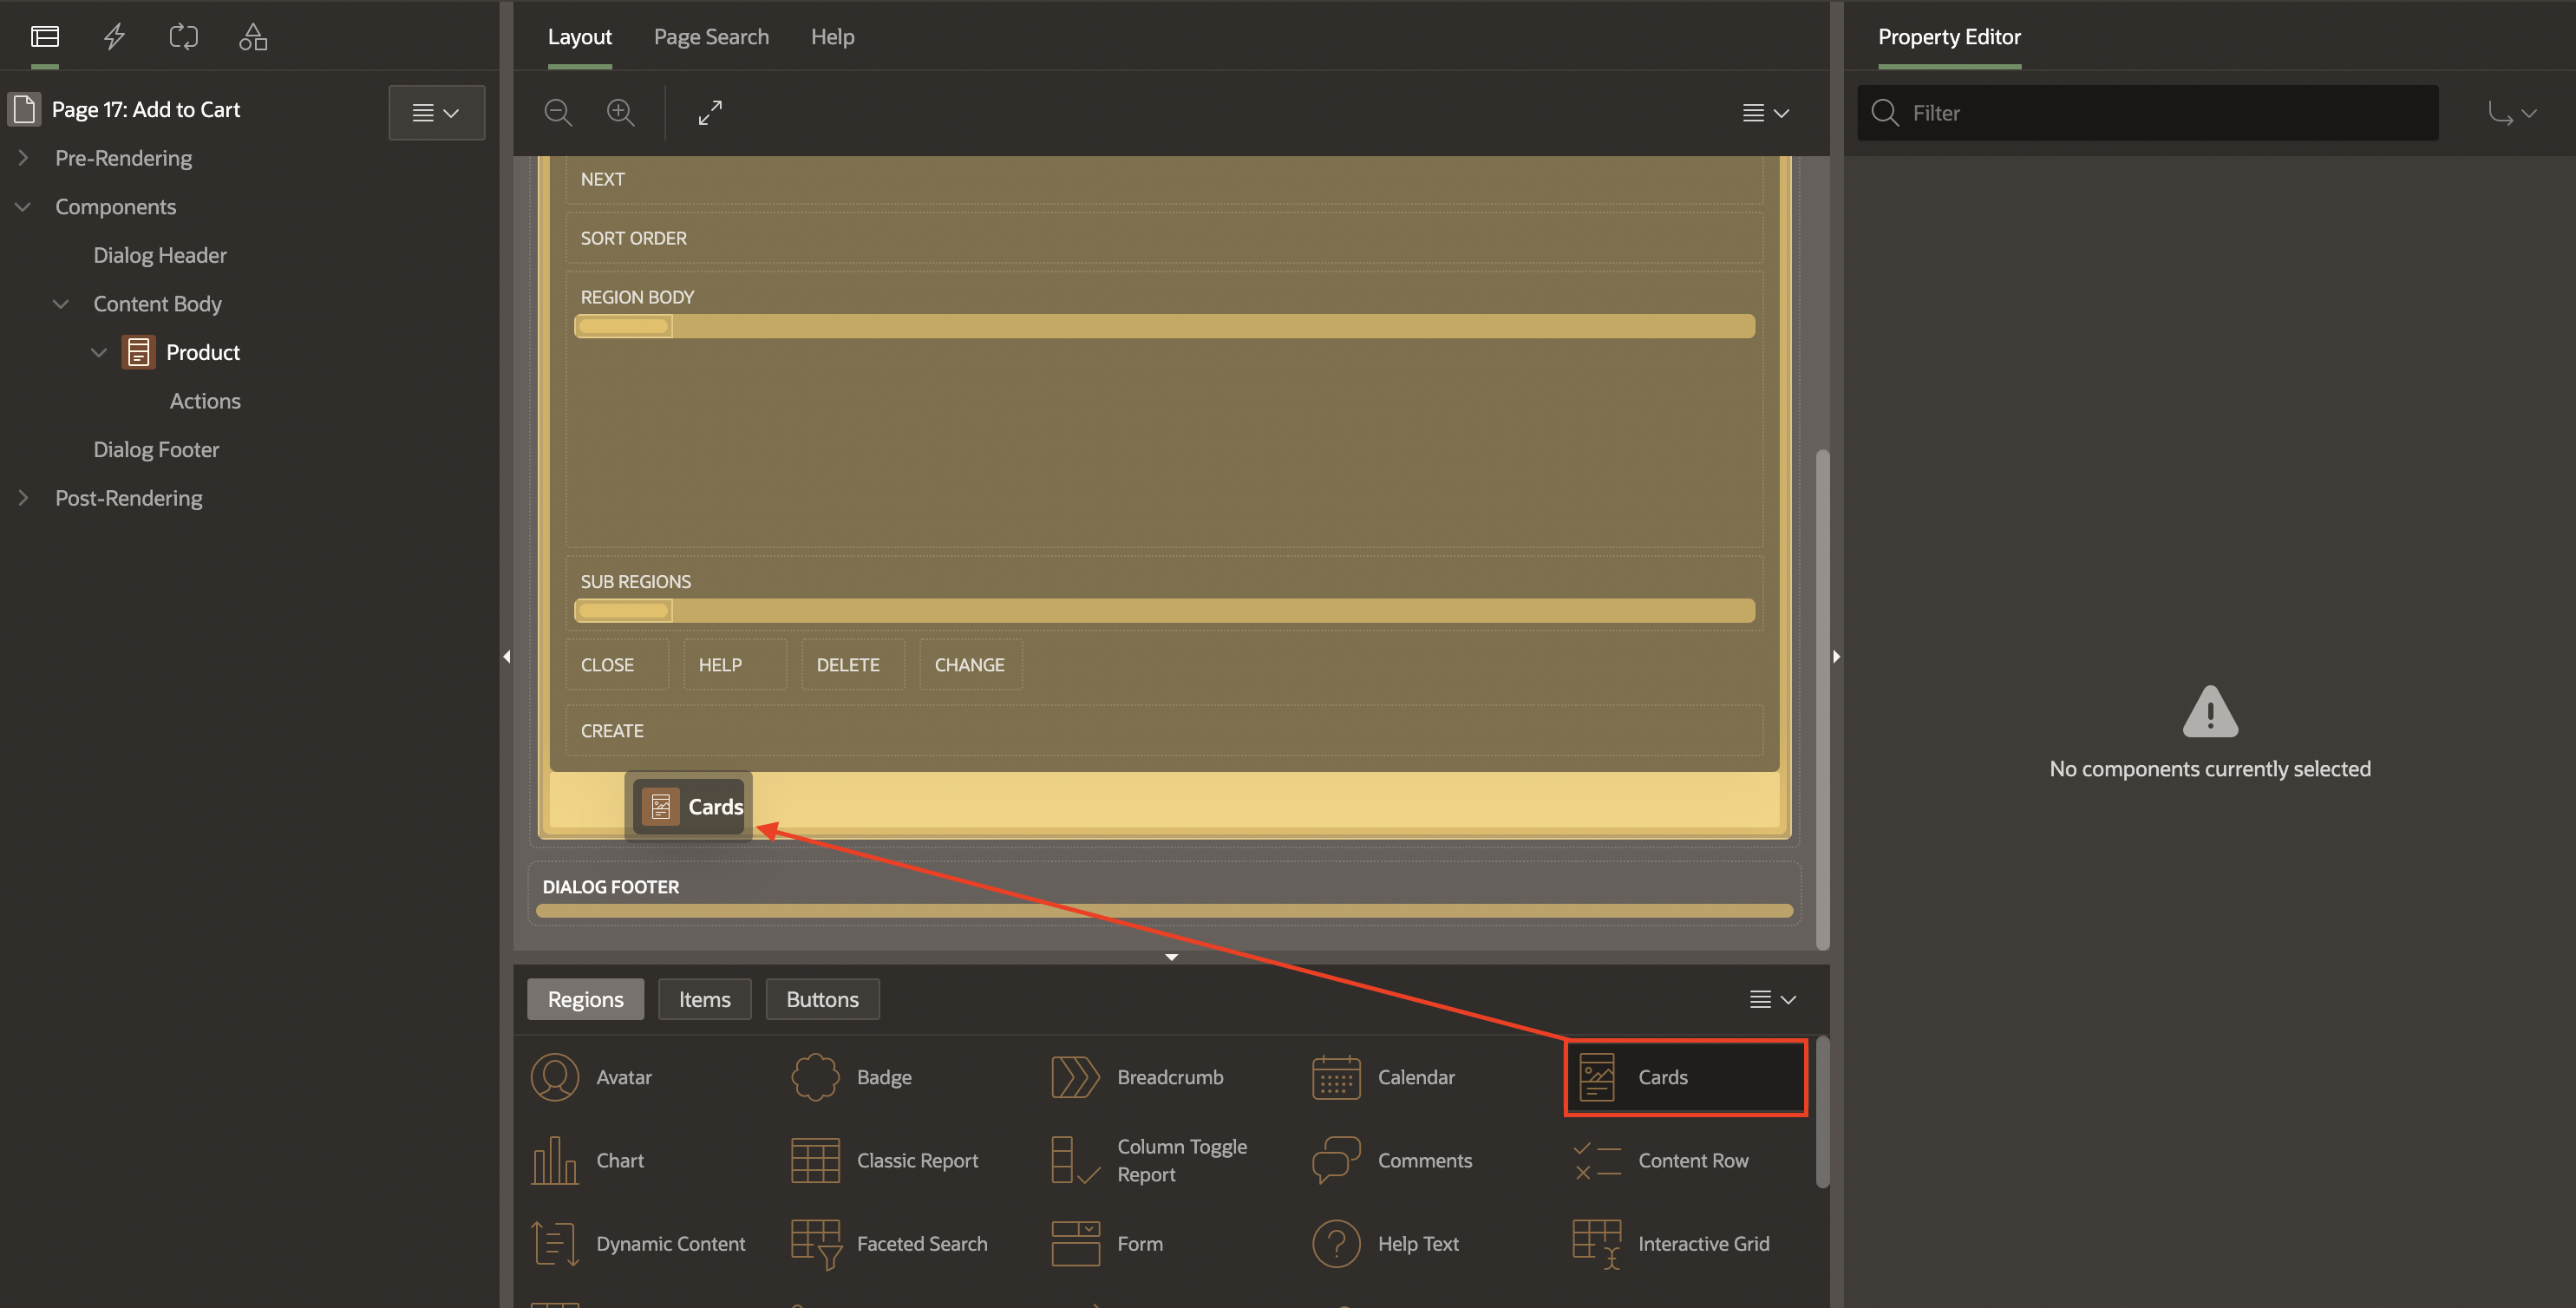 Page 17: Add to Cart
Pre-Rendering
Components
Dialog Header
Content Body
Product
Actions
Dialog Footer
Post-Rendering
Layout
Page Search
Help
NEXT
SORT ORDER
REGION BODY
SUB REGIONS
CLOSE
HELP
DELETE
CHANGE
CREATE
Cards
DIALOG FOOTER
Regions
Items
Buttons
Avatar
Badge
Breadcrumb
Calendar
Cards
Chart
Classic Report
Column Toggle
Report
Comments
Content Row
Dynamic Content
Faceted Search
Form
Help Text
Interactive Grid
Property Editor
Filter
No components currently selected